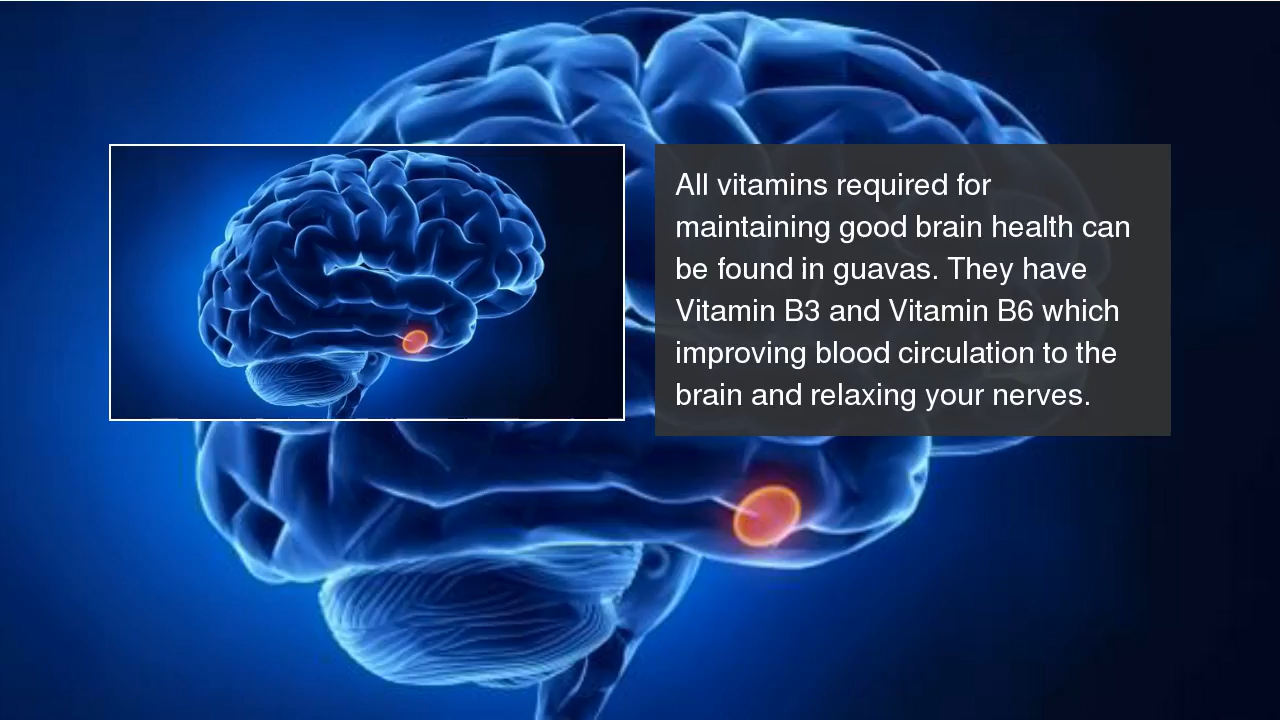 All vitamins required for
maintaining good brain health can
be found in guavas. They have
Vitamin B3 and Vitamin B6 which
improving blood circulation to the
brain and relaxing your nerves.